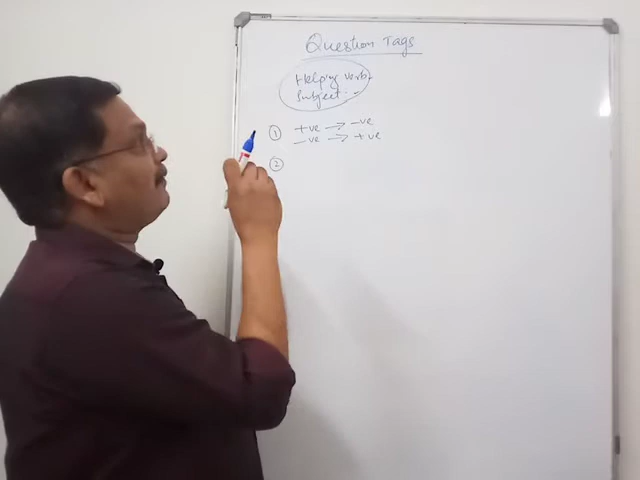 Question Tags
Helping verb -
Subject : -
① +ve → -ve
-ve → +ve
②